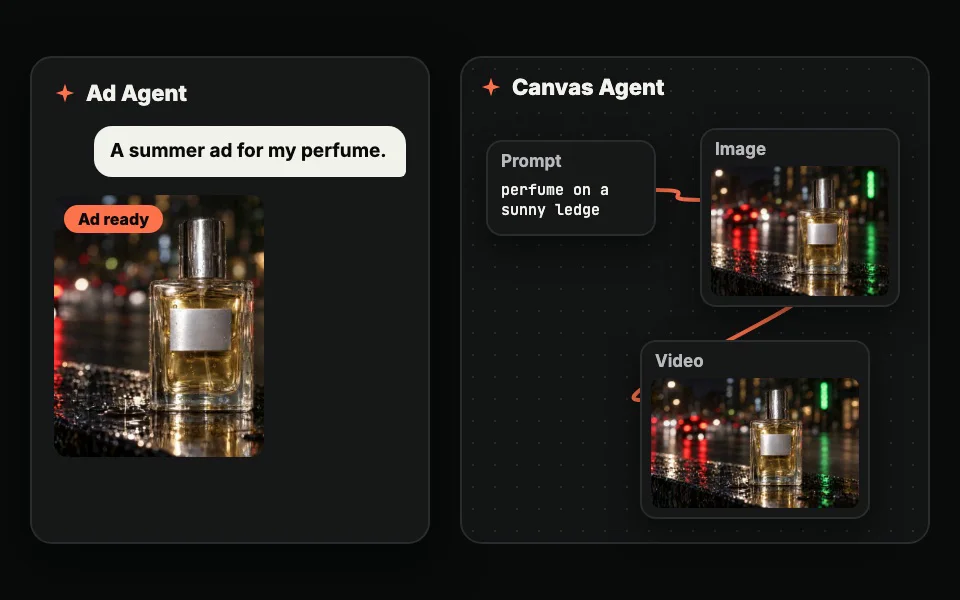 Ad Agent
A summer ad for my perfume.
Ad ready
Canvas Agent
Prompt
perfume on a
sunny ledge
Image
Video